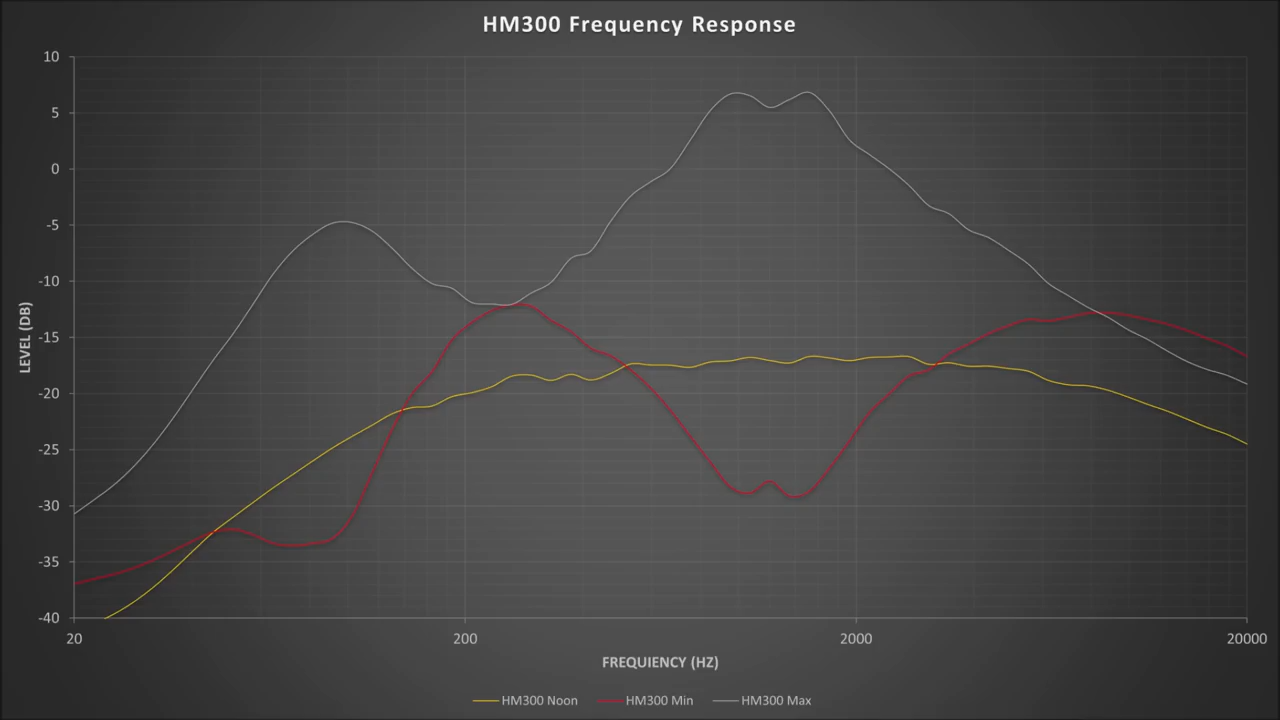 HM300 Frequency Response
10
5
0
-5
-10
-15
-20
-25
-30
-35
-40
LEVEL (DB)
20 200 2000 20000
FREQUIENCY (HZ)
HM300 Noon HM300 Min HM300 Max